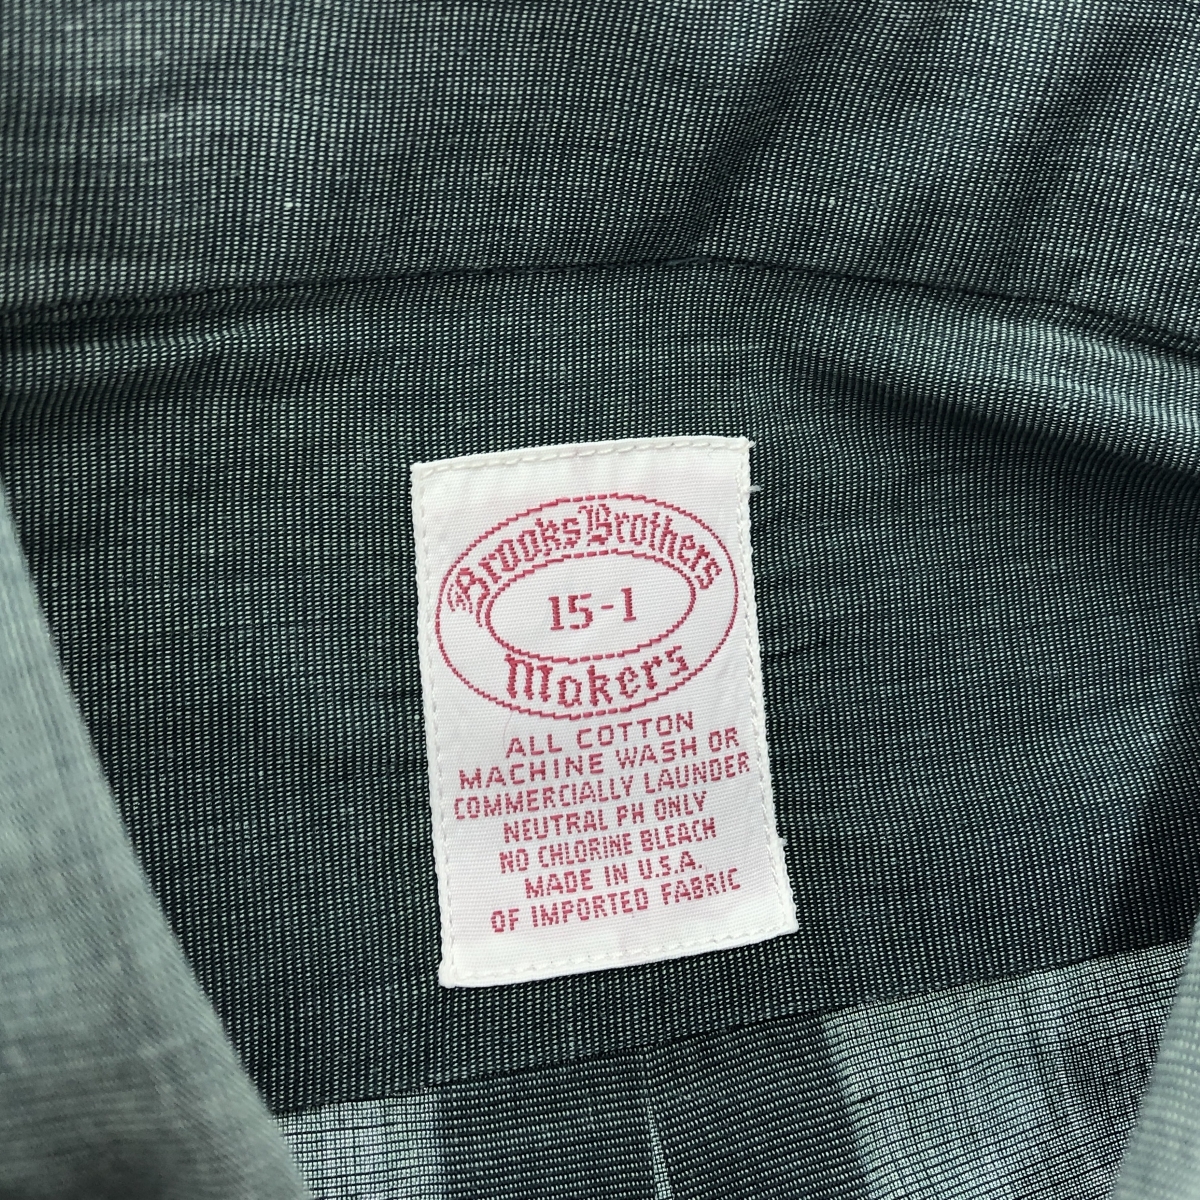 Brooks Brothers
15-1
Makers
ALL COTTON
MACHINE WASH OR
COMMERCIALLY LAUNDER
NEUTRAL PH ONLY
NO CHLORINE BLEACH
MADE IN U.S.A.
OF IMPORTED FABRIC